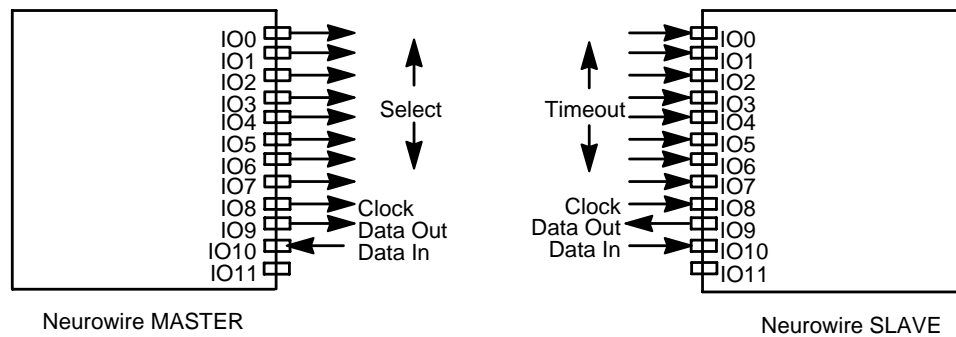 IO0
IO1
IO2
IO3
IO4
IO5
IO6
IO7
IO8
IO9
IO10
IO11
Select
Clock
Data Out
Data In
Neurowire MASTER
Timeout
Clock
Data Out
Data In
IO0
IO1
IO2
IO3
IO4
IO5
IO6
IO7
IO8
IO9
IO10
IO11
Neurowire SLAVE